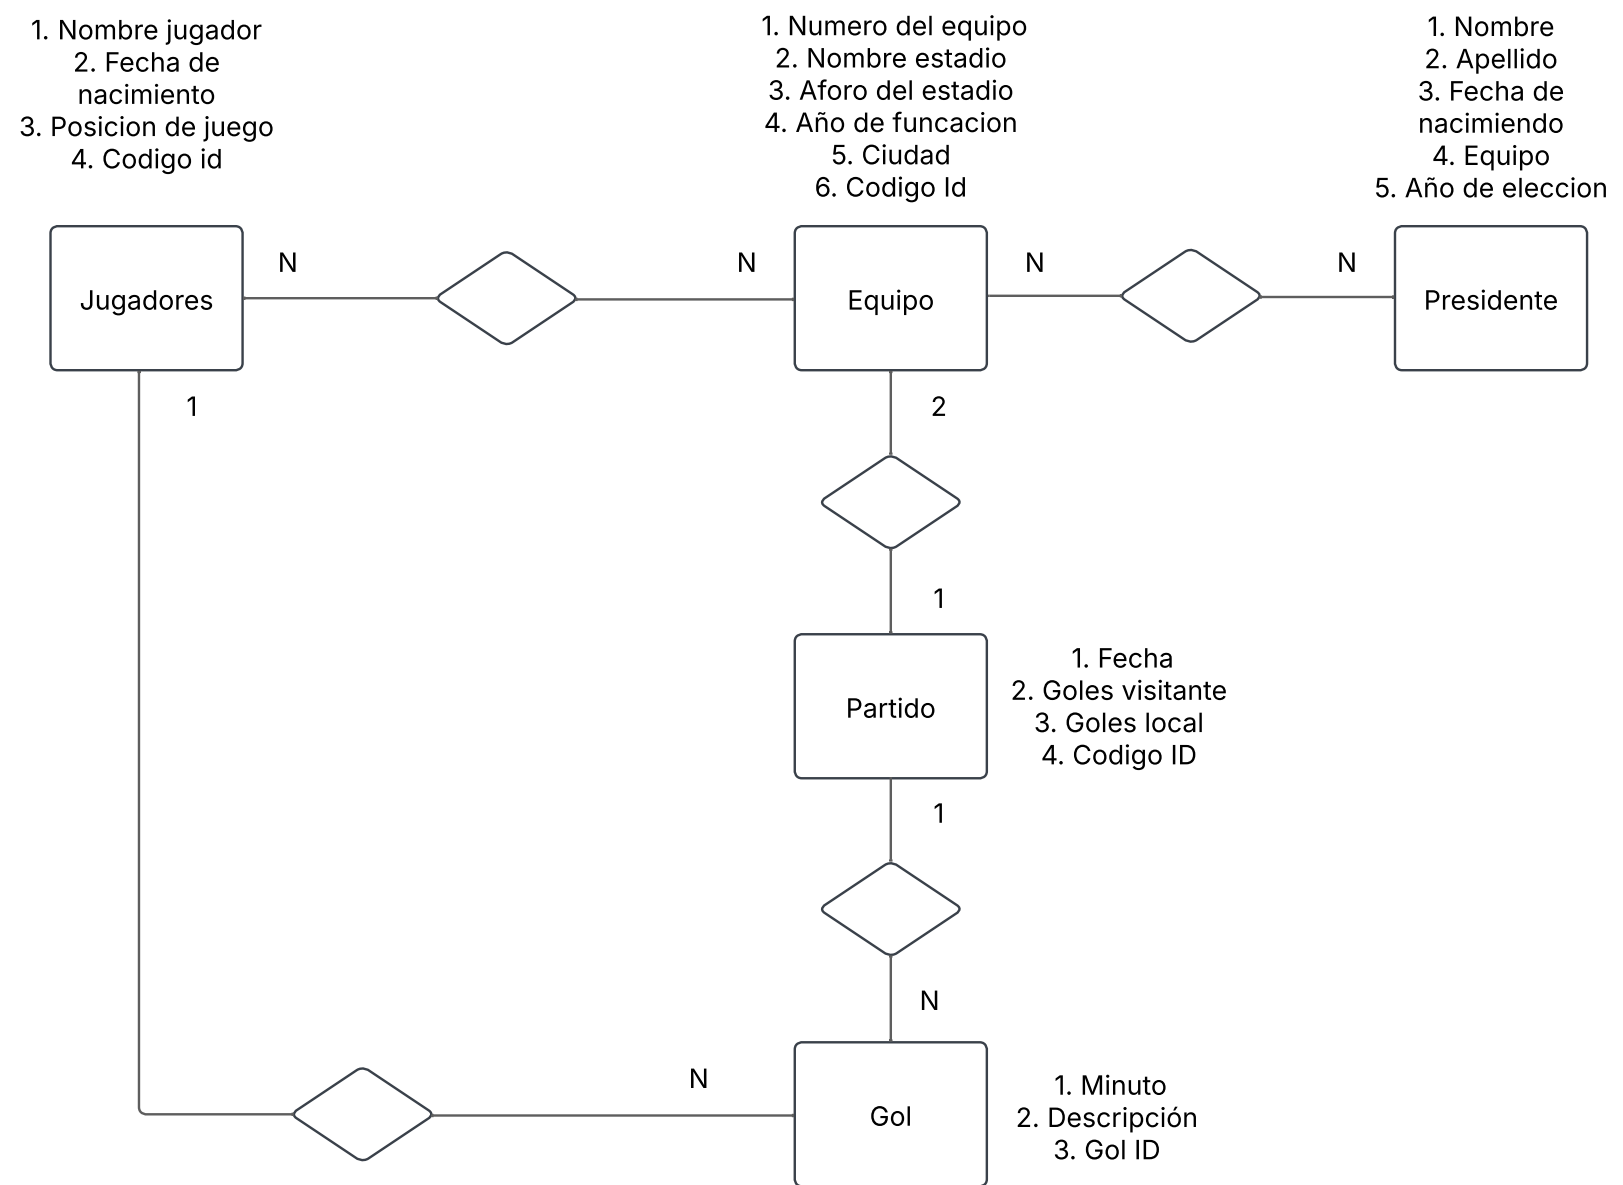 1. Nombre jugador
2. Fecha de
nacimiento
3. Posicion de juego
4. Codigo id
1. Numero del equipo
2. Nombre estadio
3. Aforo del estadio
4. Año de funcacion
5. Ciudad
6. Codigo Id
1. Nombre
2. Apellido
3. Fecha de
nacimiendo
4. Equipo
5. Año de eleccion
Jugadores
N
N
Equipo
N
N
Presidente
1
2
1
Partido
1. Fecha
2. Goles visitante
3. Goles local
4. Codigo ID
1
N
N
Gol
1. Minuto
2. Descripción
3. Gol ID